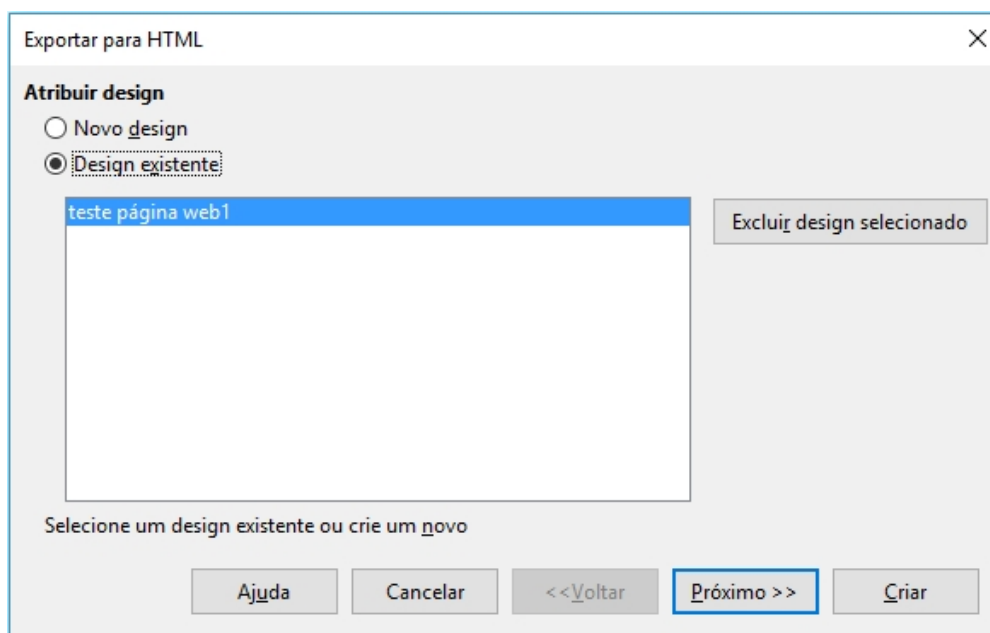 Exportar para HTML
Atribuir design
Novo design
Design existente
teste página web1
Excluir design selecionado
Selecione um design existente ou crie um novo
Ajuda
Cancelar
<<Voltar
Próximo >>
Criar